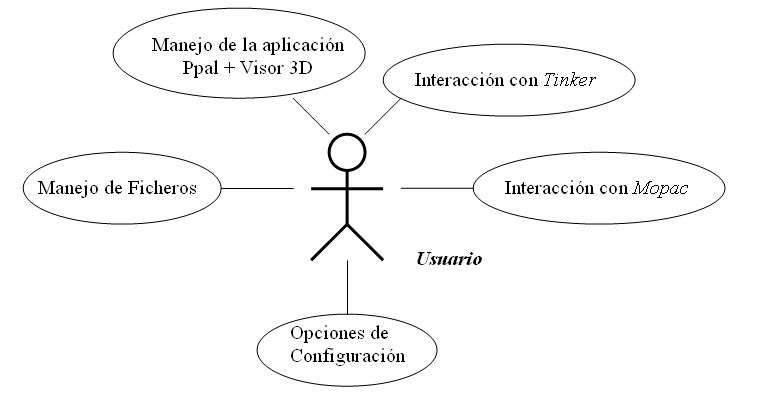 Manejo de la aplicación
Ppal + Visor 3D
Interacción con Tinker
Manejo de Ficheros
Interacción con Mopac
Usuario
Opciones de
Configuración